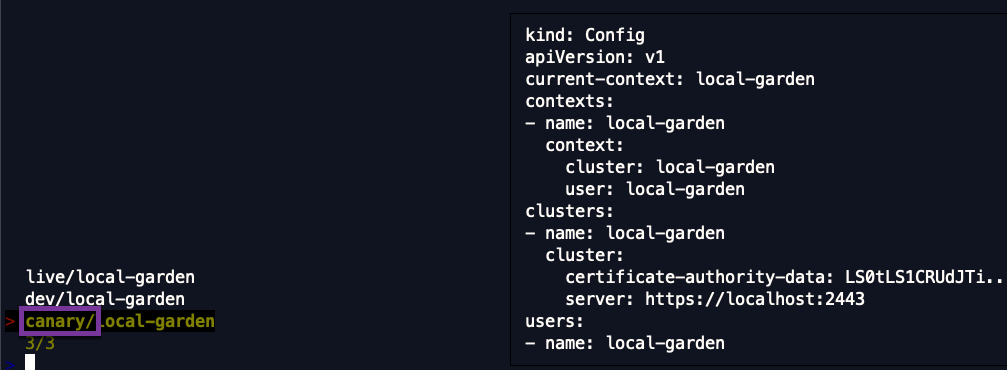 live/local-garden
dev/local-garden
> canary/local-garden
3/3
>
kind: Config
apiVersion: v1
current-context: local-garden
contexts:
- name: local-garden
  context:
    cluster: local-garden
    user: local-garden
clusters:
- name: local-garden
  cluster:
    certificate-authority-data: LS0tLS1CRUdJTi..
    server: https://localhost:2443
users:
- name: local-garden